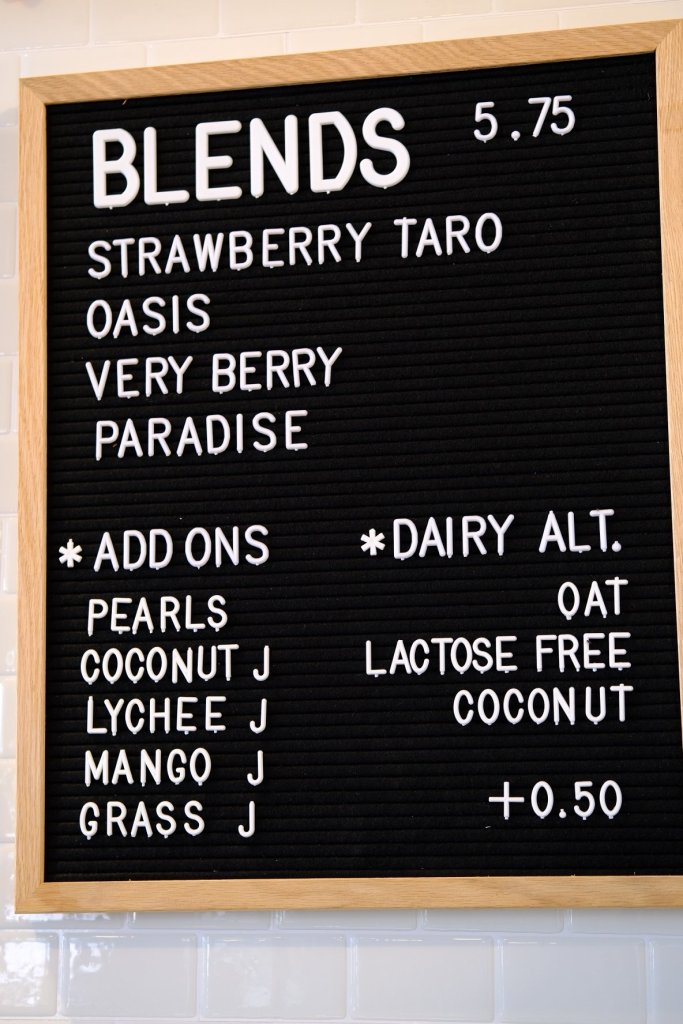 BLENDS 5.75
STRAWBERRY TARO
OASIS
VERY BERRY
PARADISE
*ADD ONS
PEARLS
COCONUT J
LYCHEE J
MANGO J
GRASS J
*DAIRY ALT.
OAT
LACTOSE FREE
COCONUT
+0.50